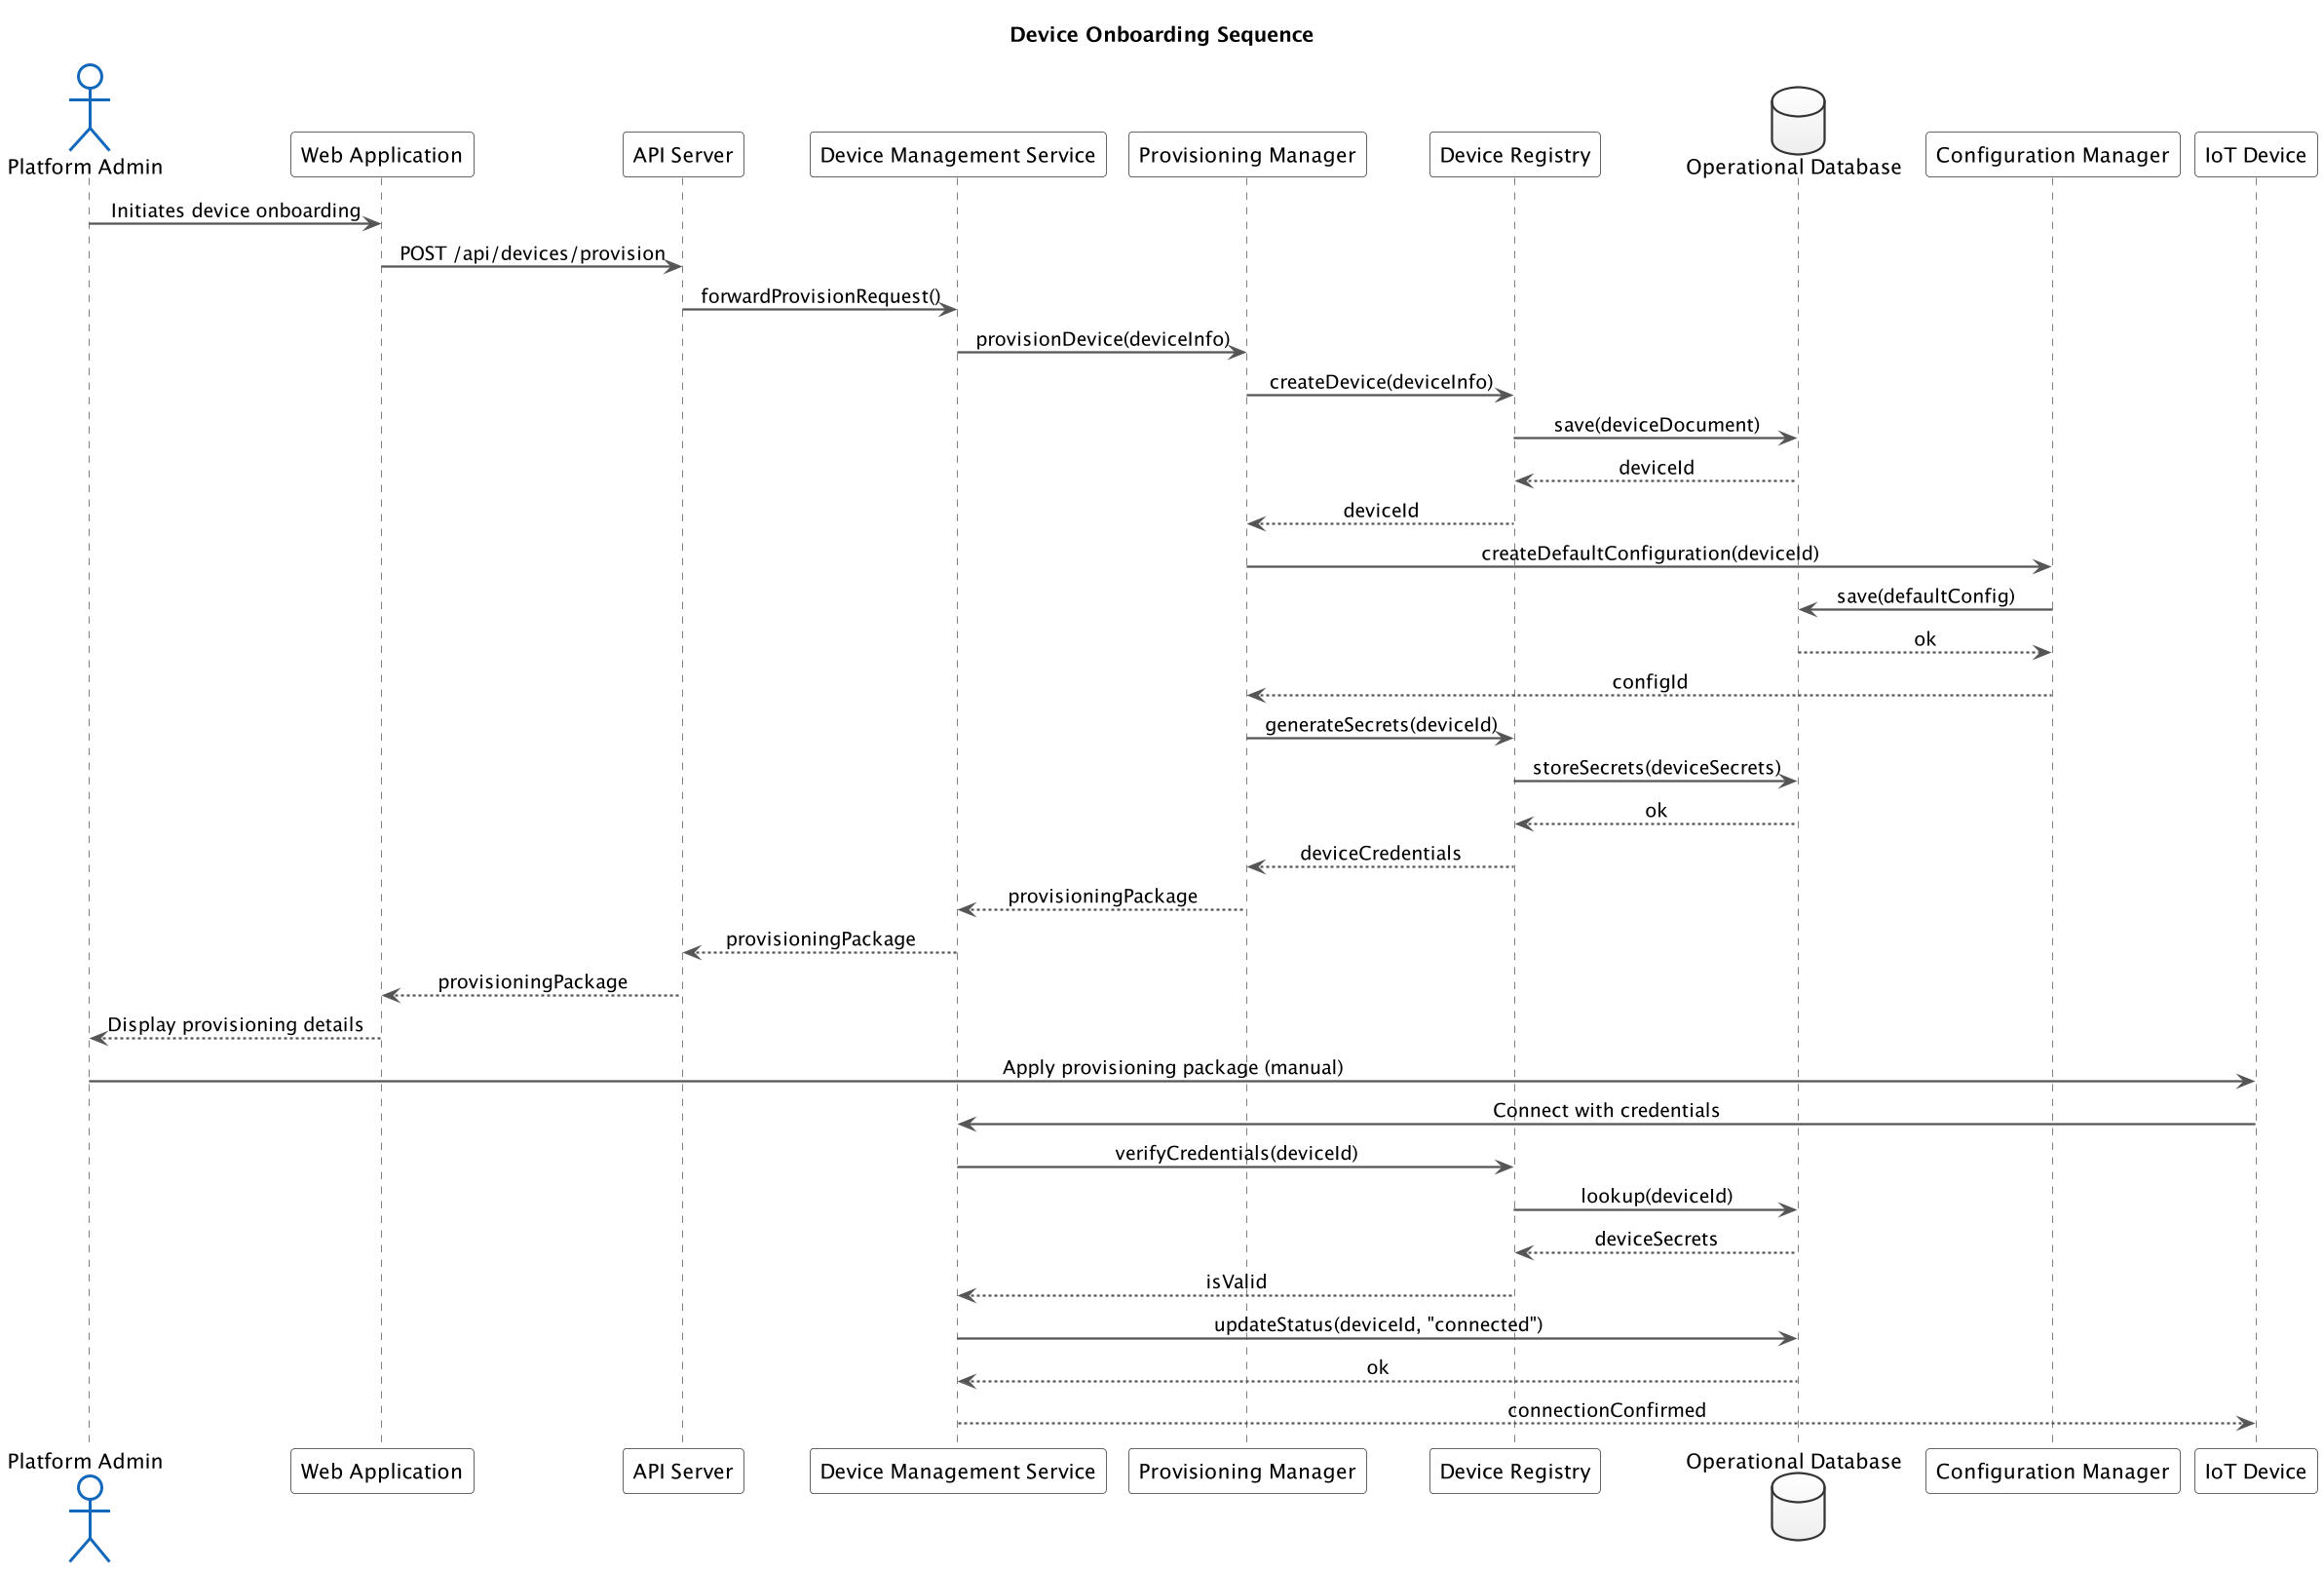 Device Onboarding Sequence
Platform Admin
Web Application
API Server
Device Management Service
Provisioning Manager
Device Registry
Operational Database
Configuration Manager
IoT Device
Initiates device onboarding
POST /api/devices/provision
forwardProvisionRequest()
provisionDevice(deviceInfo)
createDevice(deviceInfo)
save(deviceDocument)
deviceId
deviceId
createDefaultConfiguration(deviceId)
save(defaultConfig)
ok
configId
generateSecrets(deviceId)
storeSecrets(deviceSecrets)
ok
deviceCredentials
provisioningPackage
provisioningPackage
provisioningPackage
Display provisioning details
Apply provisioning package (manual)
Connect with credentials
verifyCredentials(deviceId)
lookup(deviceId)
deviceSecrets
isValid
updateStatus(deviceId, "connected")
ok
connectionConfirmed
Platform Admin
Web Application
API Server
Device Management Service
Provisioning Manager
Device Registry
Operational Database
Configuration Manager
IoT Device